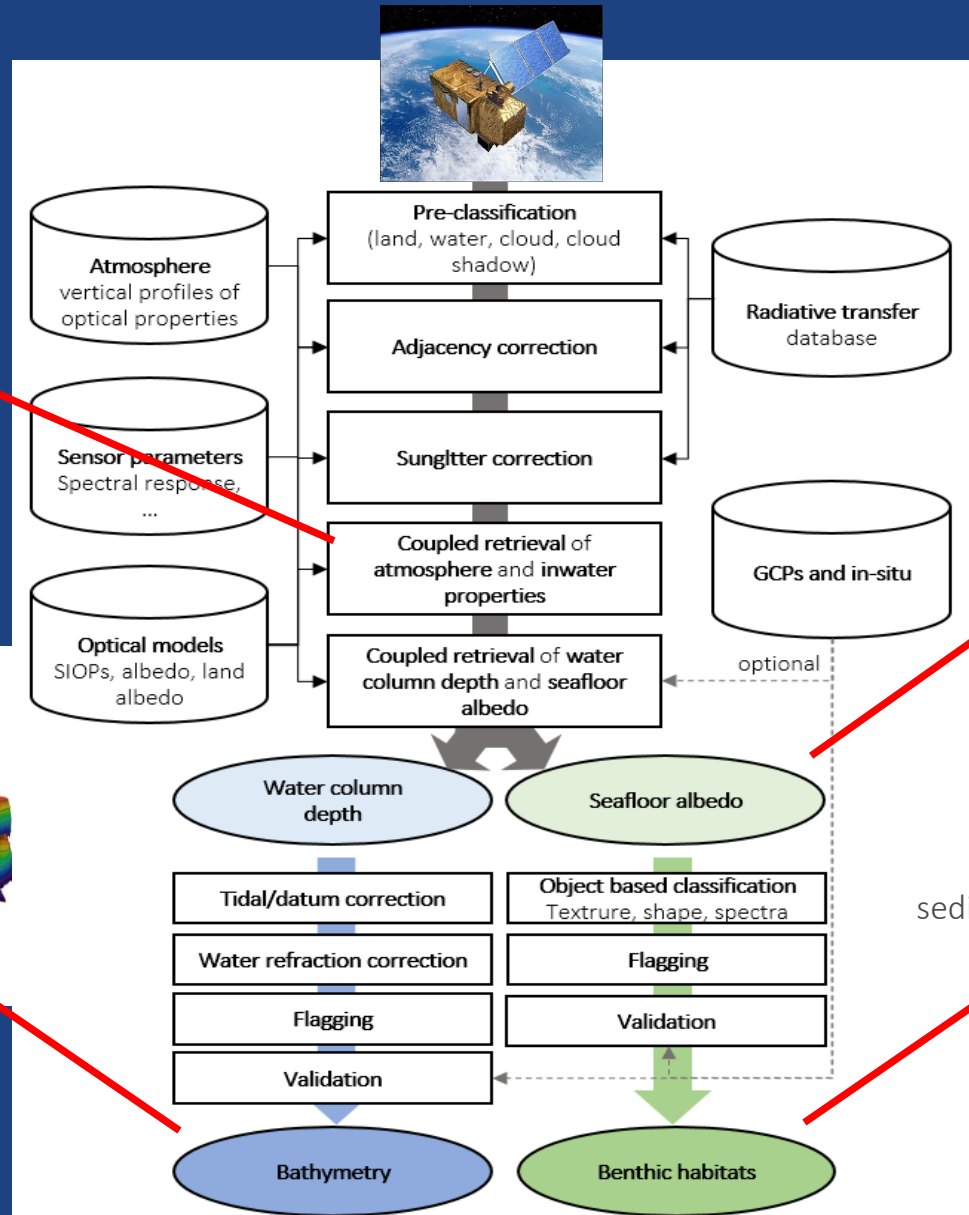 Pre-classification
(land, water, cloud, cloud
shadow)
Atmosphere
vertical profiles of
optical properties
Radiative transfer
database
Adjacency correction
Sensor parameters
Spectral response,
...
Sungltter correction
Coupled retrieval of
atmosphere and inwater
properties
GCPs and in-situ
Optical models
SIOPs, albedo, land
albedo
Coupled retrieval of water
column depth and seafloor
albedo
optional
Water column
depth
Seafloor albedo
Tidal/datum correction
Object based classification
Textrure, shape, spectra
sedi
Water refraction correction
Flagging
Flagging
Validation
Validation
Bathymetry
Benthic habitats